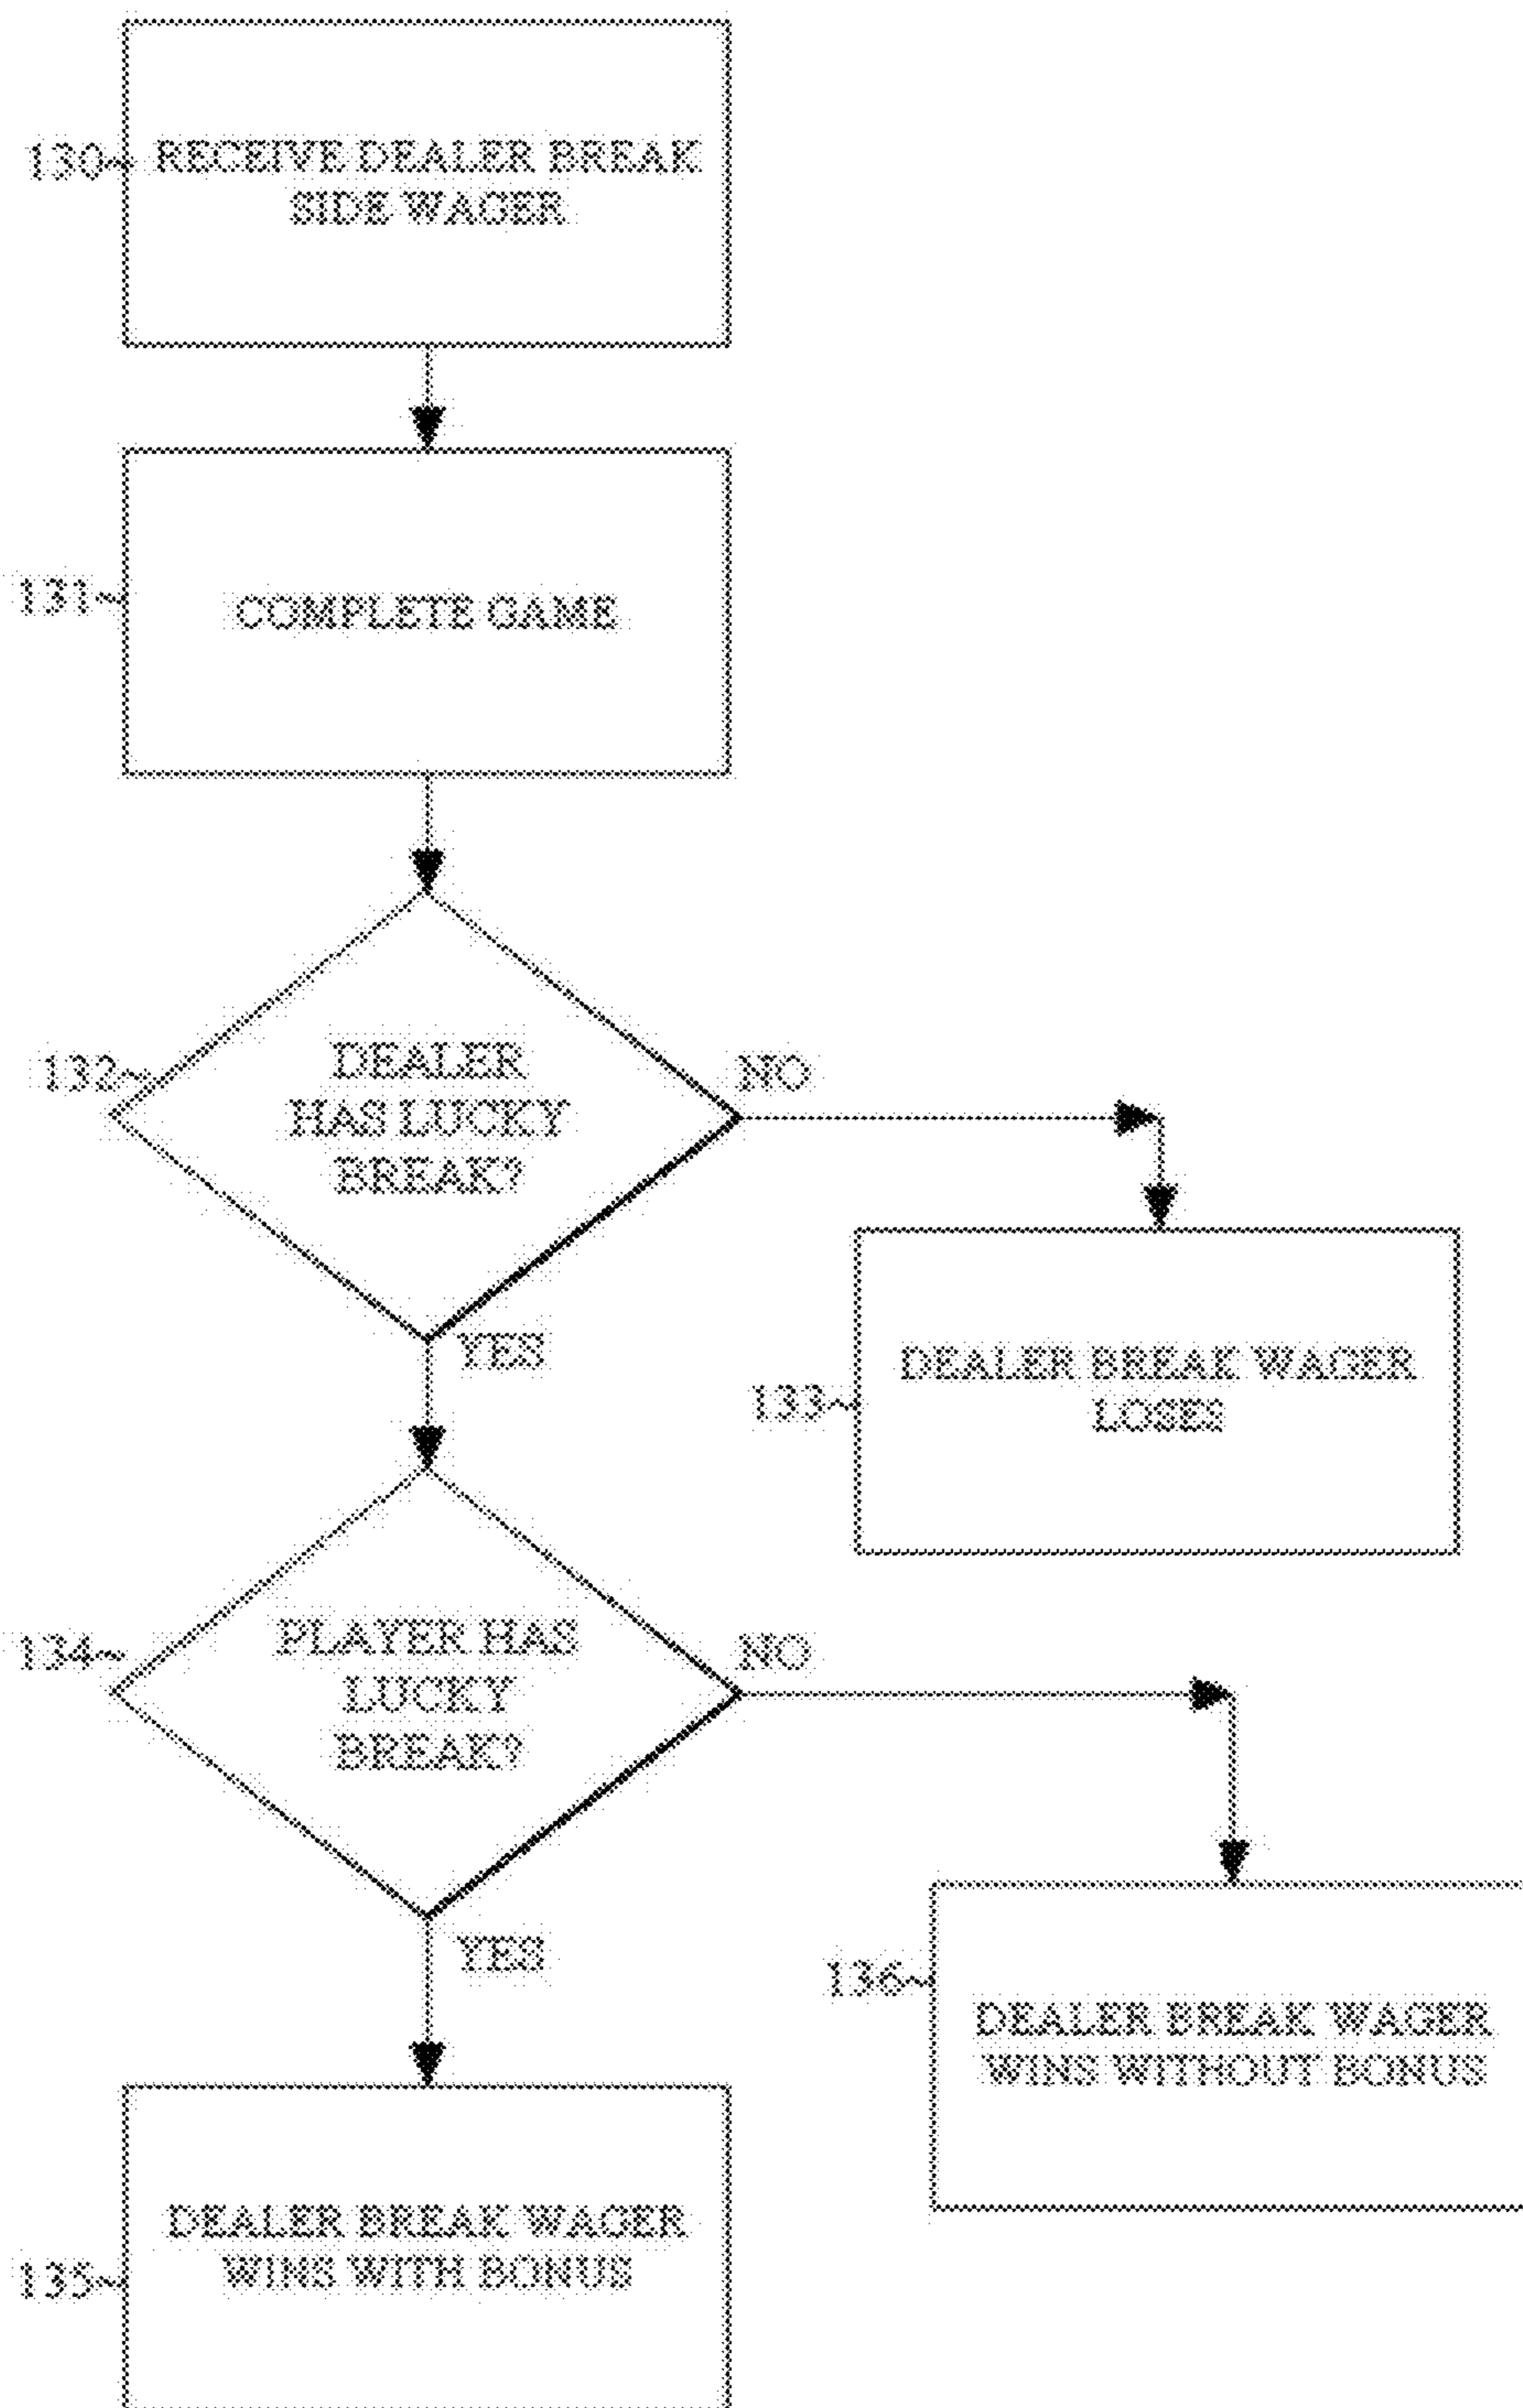 130
RECEIVE DEALER BREAK
SIDE WAGER
131
COMPLETE GAME
132
DEALER
HAS LUCKY
BREAK?
NO
YES
133
DEALER BREAK WAGER
LOSES
134
PLAYER HAS
LUCKY
BREAK?
NO
YES
136
DEALER BREAK WAGER
WINS WITHOUT BONUS
135
DEALER BREAK WAGER
WINS WITH BONUS